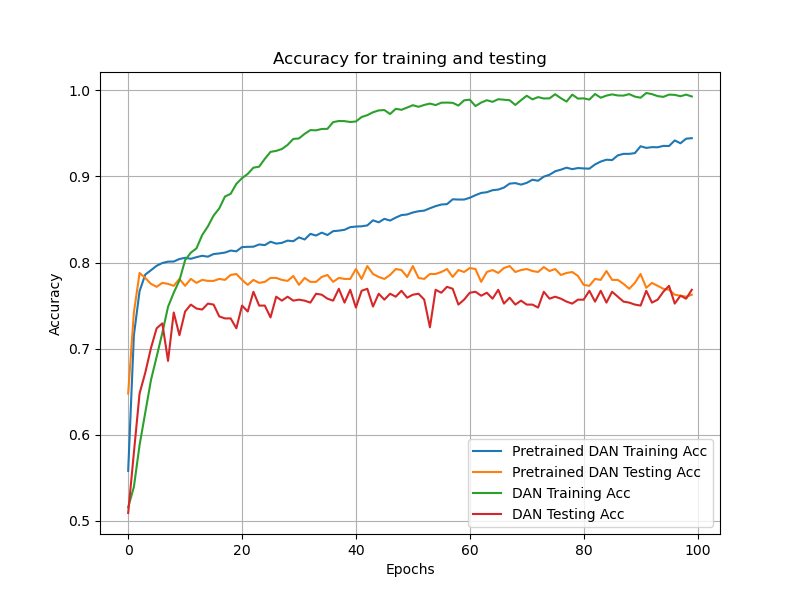 Accuracy for training and testing
1.0
0.9
0.8
0.7
0.6
0.5
Accuracy
0 20 40 60 80 100
Epochs
Pretrained DAN Training Acc
Pretrained DAN Testing Acc
DAN Training Acc
DAN Testing Acc